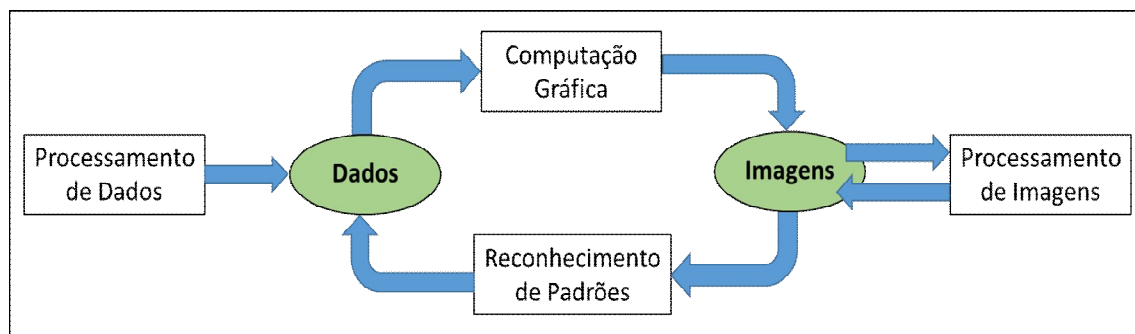 Computação
Gráfica
Processamento
de Dados
Dados
Imagens
Processamento
de Imagens
Reconhecimento
de Padrões